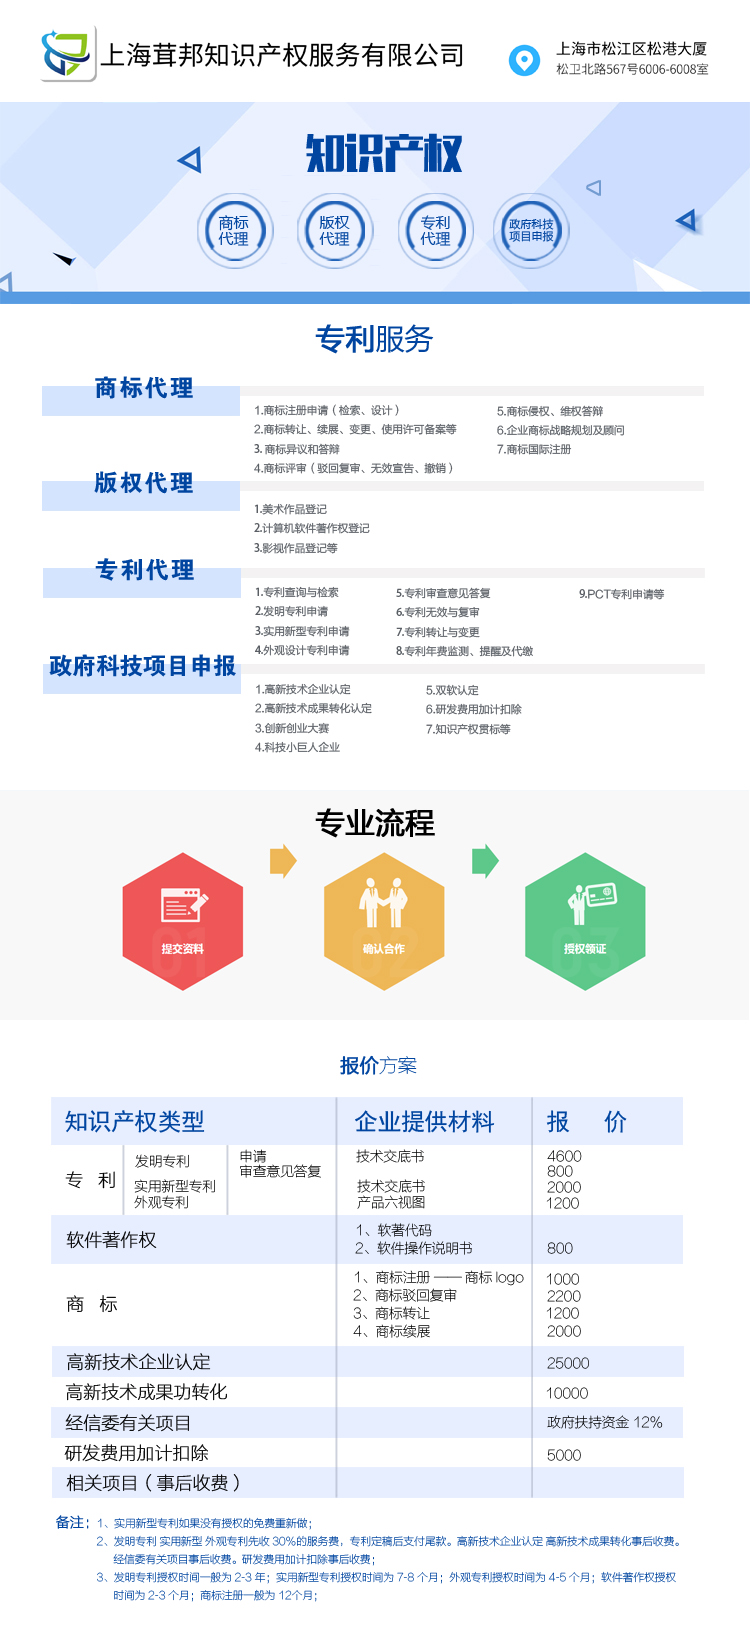 上海茸邦知识产权服务有限公司
上海市松江区松港大厦
松卫北路567号6006-6008室
知识产权
商标
代理
版权
代理
专利
代理
政府科技
项目申报
专利服务
商标代理
1.商标注册申请（检索、设计）
2.商标转让、续展、变更、使用许可备案等
3. 商标异议和答辩
4.商标评审（驳回复审、无效宣告、撤销）
5.商标侵权、维权答辩
6.企业商标战略规划及顾问
7.商标国际注册
版权代理
1.美术作品登记
2.计算机软件著作权登记
3.影视作品登记等
专利代理
1.专利查询与检索
2.发明专利申请
3.实用新型专利申请
4.外观设计专利申请
5.专利审查意见答复
6.专利无效与复审
7.专利转让与变更
8.专利年费监测、提醒及代缴
9.PCT专利申请等
政府科技项目申报
1.高新技术企业认定
2.高新技术成果转化认定
3.创新创业大赛
4.科技小巨人企业
5.双软认定
6.研发费用加计扣除
7.知识产权贯标等
专业流程
01
提交资料
02
确认合作
03
授权领证
报价方案
知识产权类型 企业提供材料 报 价
专 利 发明专利 申请 技术交底书 4600
审查意见答复 800
实用新型专利 技术交底书 2000
外观专利 产品六视图 1200
软件著作权 1、软著代码
2、软件操作说明书 800
商 标 1、商标注册 —— 商标 logo 1000
2、商标驳回复审 2200
3、商标转让 1200
4、商标续展 2000
高新技术企业认定 25000
高新技术成果功转化 10000
经信委有关项目 政府扶持资金 12%
研发费用加计扣除 5000
相关项目（事后收费）
备注：1、实用新型专利如果没有授权的免费重新做；
2、发明专利 实用新型 外观专利先收 30%的服务费，专利定稿后支付尾款。高新技术企业认定 高新技术成果转化事后收费。
经信委有关项目事后收费。研发费用加计扣除事后收费；
3、发明专利授权时间一般为 2-3 年；实用新型专利授权时间为 7-8 个月；外观专利授权时间为 4-5 个月；软件著作权授权
时间为 2-3 个月；商标注册一般为 12个月；